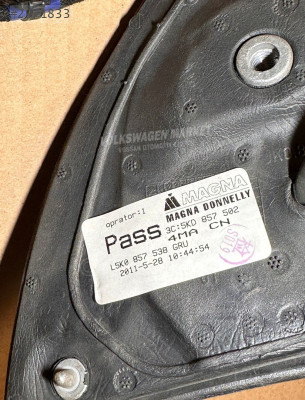 1833
VOLKSWAGEN MARKET
oprator:1
MAGNA
MAGNA DONNELLY
Pass
3C:5KD 857 502
4MA CN
L5K0 857 538 GRU
2011-5-28 10:44:54